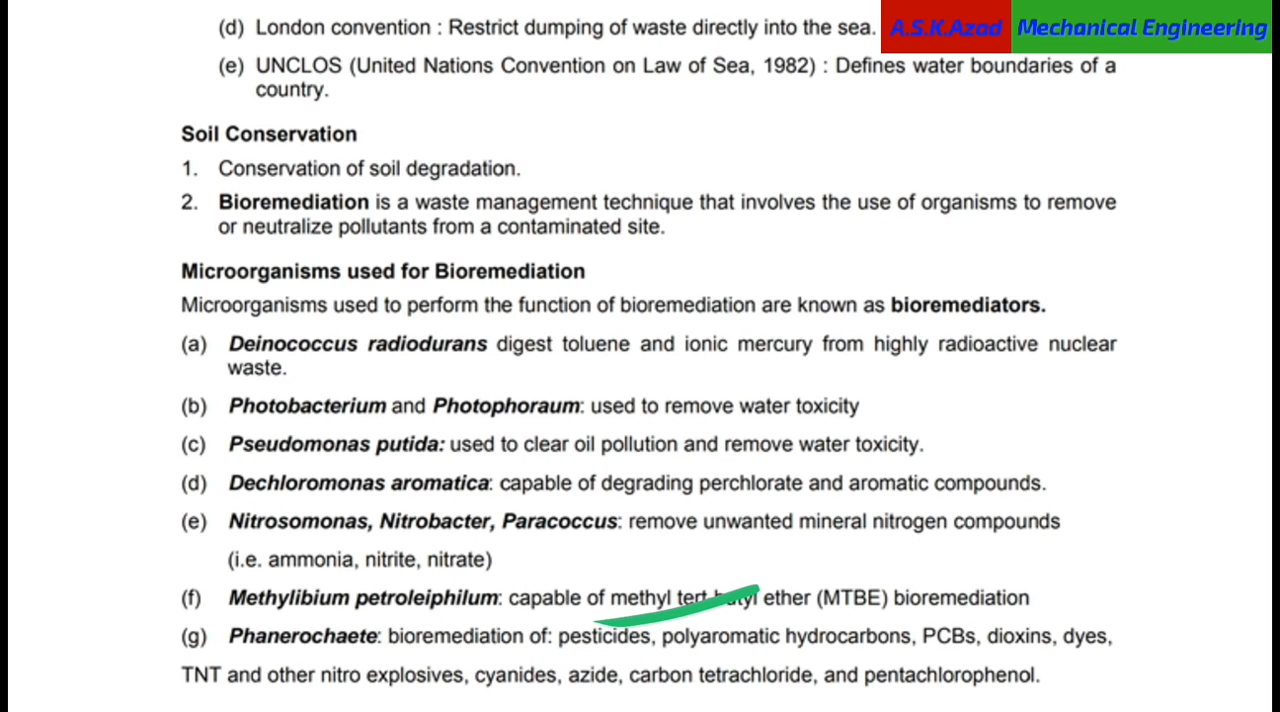 (d) London convention : Restrict dumping of waste directly into the sea.
A.S.K.Azad Mechanical Engineering
(e) UNCLOS (United Nations Convention on Law of Sea, 1982) : Defines water boundaries of a
country.
Soil Conservation
1. Conservation of soil degradation.
2. Bioremediation is a waste management technique that involves the use of organisms to remove
or neutralize pollutants from a contaminated site.
Microorganisms used for Bioremediation
Microorganisms used to perform the function of bioremediation are known as bioremediators.
(a) Deinococcus radiodurans digest toluene and ionic mercury from highly radioactive nuclear
waste.
(b) Photobacterium and Photophoraum: used to remove water toxicity
(c) Pseudomonas putida: used to clear oil pollution and remove water toxicity.
(d) Dechloromonas aromatica: capable of degrading perchlorate and aromatic compounds.
(e) Nitrosomonas, Nitrobacter, Paracoccus: remove unwanted mineral nitrogen compounds
(i.e. ammonia, nitrite, nitrate)
(f) Methylibium petroleiphilum: capable of methyl tert butyl ether (MTBE) bioremediation
(g) Phanerochaete: bioremediation of: pesticides, polyaromatic hydrocarbons, PCBs, dioxins, dyes,
TNT and other nitro explosives, cyanides, azide, carbon tetrachloride, and pentachlorophenol.